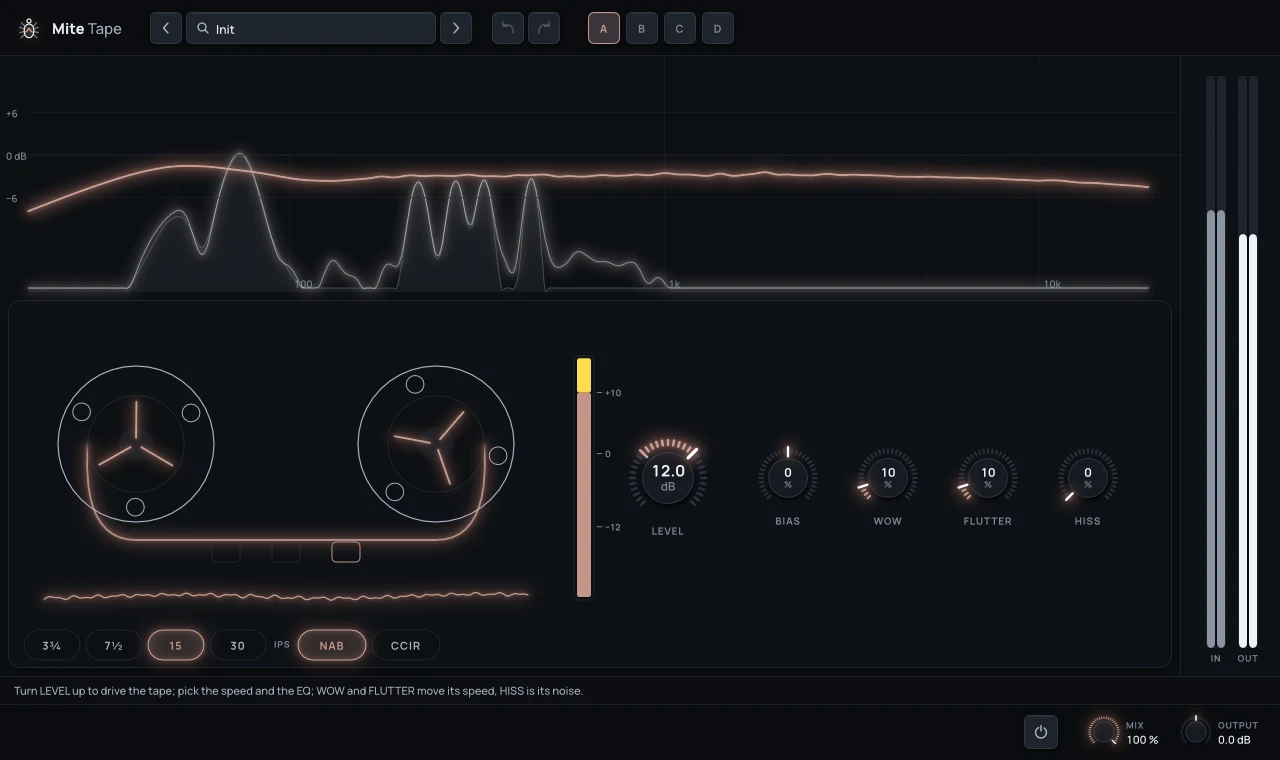 Mite Tape
Init
A B C D
+6
0 dB
−6
100 1k 10k
+10
0
−12
12.0
dB
LEVEL
0
%
BIAS
10
%
WOW
10
%
FLUTTER
0
%
HISS
3¾ 7½ 15 30 IPS NAB CCIR
IN OUT
Turn LEVEL up to drive the tape; pick the speed and the EQ; WOW and FLUTTER move its speed, HISS is its noise.
MIX
100 %
OUTPUT
0.0 dB